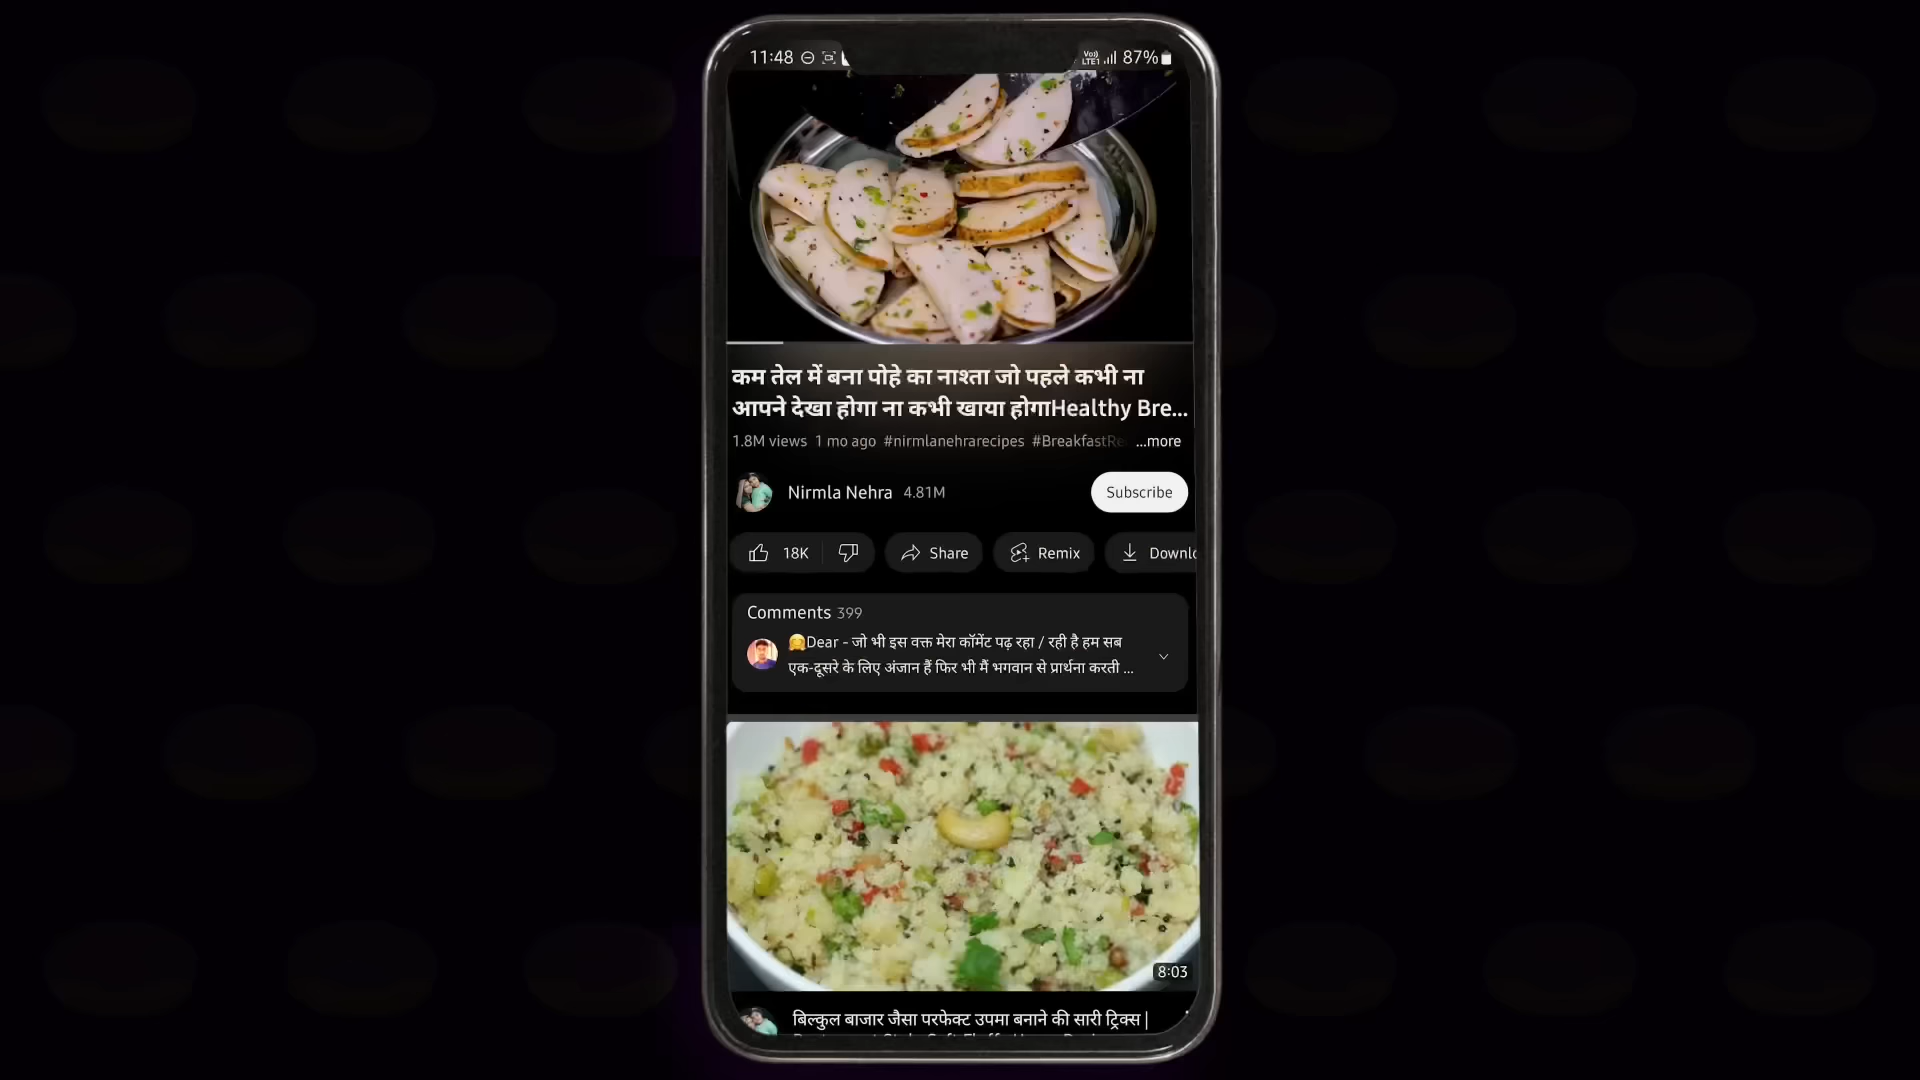 11:48 87%
कम तेल में बना पोहे का नाश्ता जो पहले कभी ना
आपने देखा होगा ना कभी खाया होगाHealthy Bre...
1.8M views 1 mo ago #nirmlanehrarecipes #BreakfastRe ...more
Nirmla Nehra 4.81M Subscribe
18K Share Remix Downlo
Comments 399
Dear - जो भी इस वक्त मेरा कॉमेंट पढ़ रहा / रही है हम सब
एक-दूसरे के लिए अंजान हैं फिर भी मैं भगवान से प्रार्थना करती ...
8:03
बिल्कुल बाजार जैसा परफेक्ट उपमा बनाने की सारी ट्रिक्स |